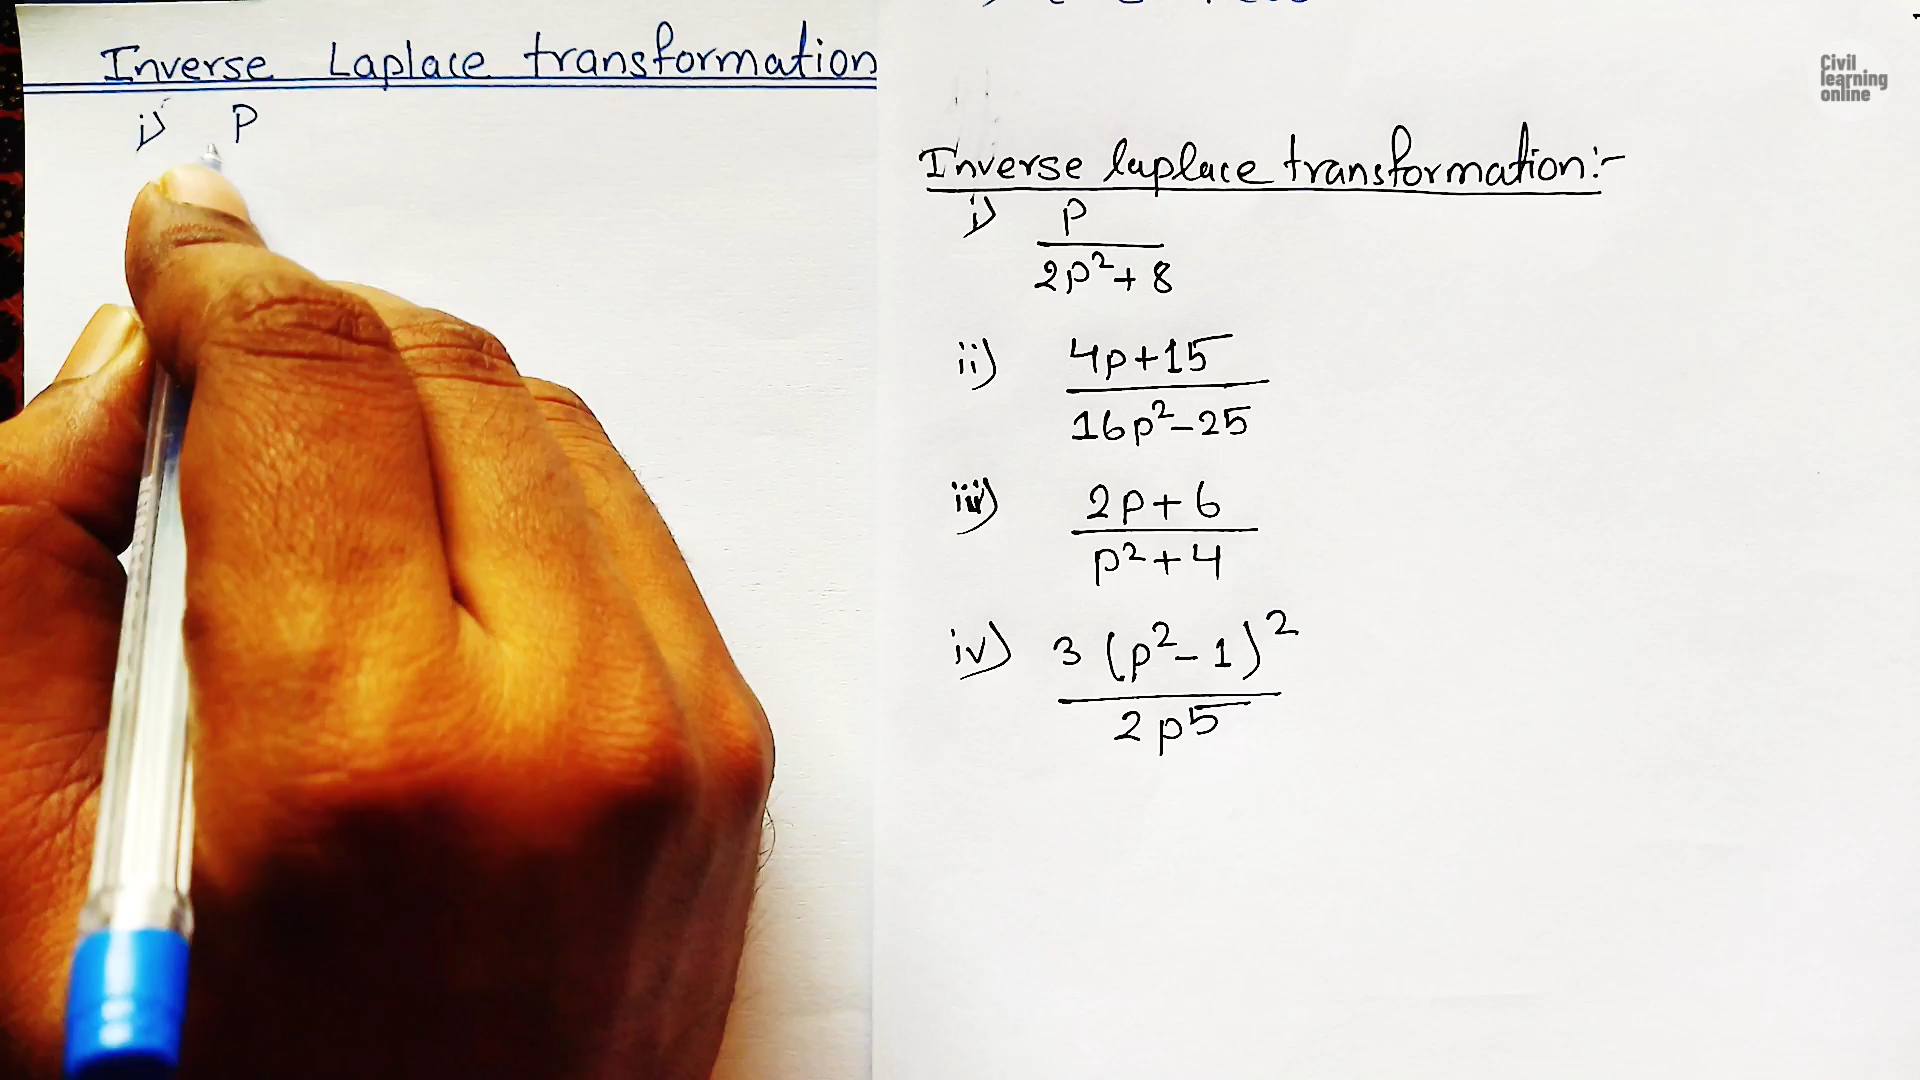 Inverse Laplace transformation
i) P
Civil
learning
online
Inverse laplace transformation:-
i) P
2P²+8
ii) 4p+15
16p²-25
iii) 2p+6
p²+4
iv) 3(p²-1)²
2p5